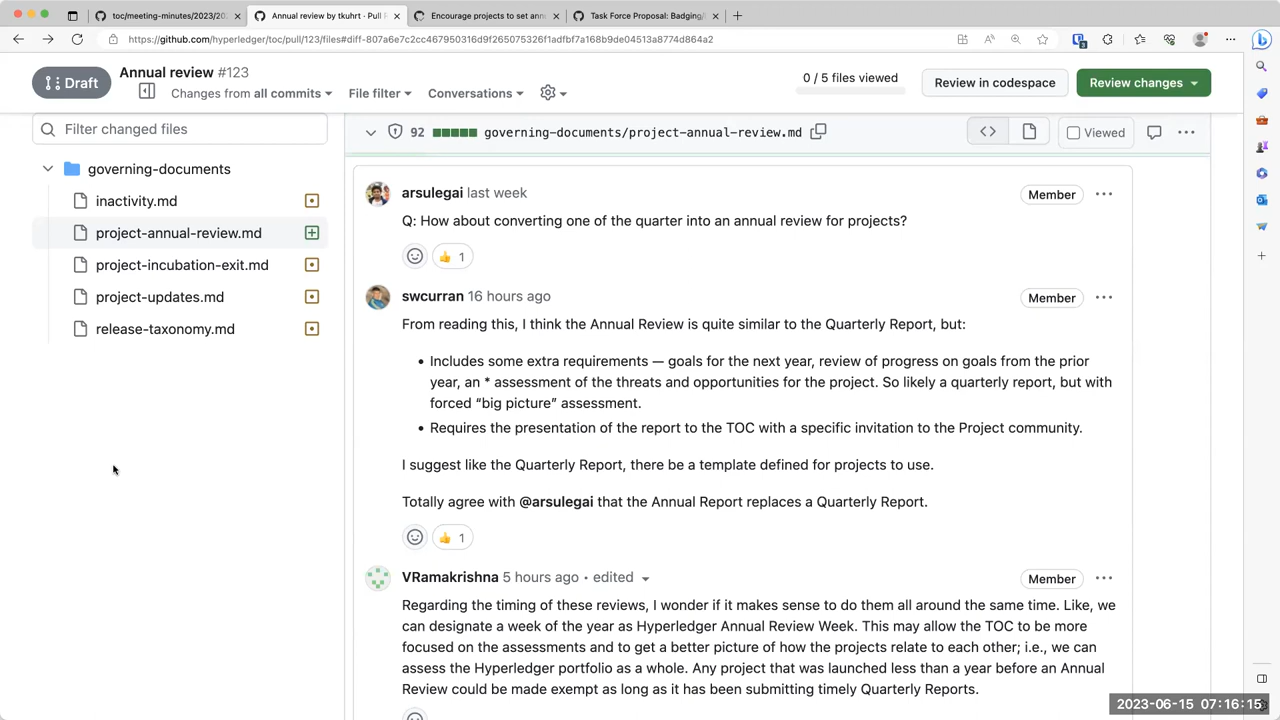 toc/meeting-minutes/2023/20
Annual review by tkuhrt · Pull R
Encourage projects to set ann
Task Force Proposal: Badging/
https://github.com/hyperledger/toc/pull/123/files#diff-807a6e7c2cc467950316d9f265075326f1adfbf7a168b9de04513a8774d864a2
Draft
Annual review #123
Changes from all commits
File filter
Conversations
0 / 5 files viewed
Review in codespace
Review changes
Filter changed files
governing-documents
inactivity.md
project-annual-review.md
project-incubation-exit.md
project-updates.md
release-taxonomy.md
92 governing-documents/project-annual-review.md
Viewed
arsulegai last week
Member
Q: How about converting one of the quarter into an annual review for projects?
1
swcurran 16 hours ago
Member
From reading this, I think the Annual Review is quite similar to the Quarterly Report, but:
• Includes some extra requirements — goals for the next year, review of progress on goals from the prior
year, an * assessment of the threats and opportunities for the project. So likely a quarterly report, but with
forced “big picture” assessment.
• Requires the presentation of the report to the TOC with a specific invitation to the Project community.
I suggest like the Quarterly Report, there be a template defined for projects to use.
Totally agree with @arsulegai that the Annual Report replaces a Quarterly Report.
1
VRamakrishna 5 hours ago • edited
Member
Regarding the timing of these reviews, I wonder if it makes sense to do them all around the same time. Like, we
can designate a week of the year as Hyperledger Annual Review Week. This may allow the TOC to be more
focused on the assessments and to get a better picture of how the projects relate to each other; i.e., we can
assess the Hyperledger portfolio as a whole. Any project that was launched less than a year before an Annual
Review could be made exempt as long as it has been submitting timely Quarterly Reports.
2023-06-15 07:16:15